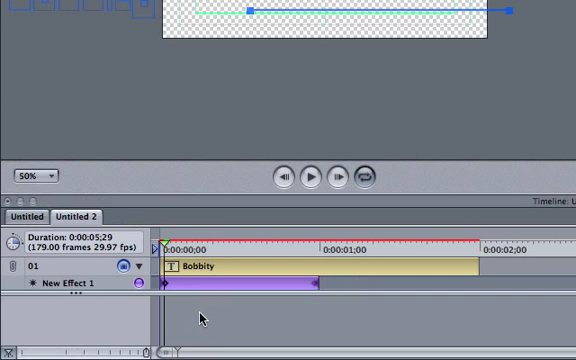 50%
Timeline: U
Untitled
Untitled 2
Duration: 0:00:05;29
(179.00 frames 29.97 fps)
0:00:00;00
0:00:01;00
0:00:02;00
01
T Bobbity
New Effect 1